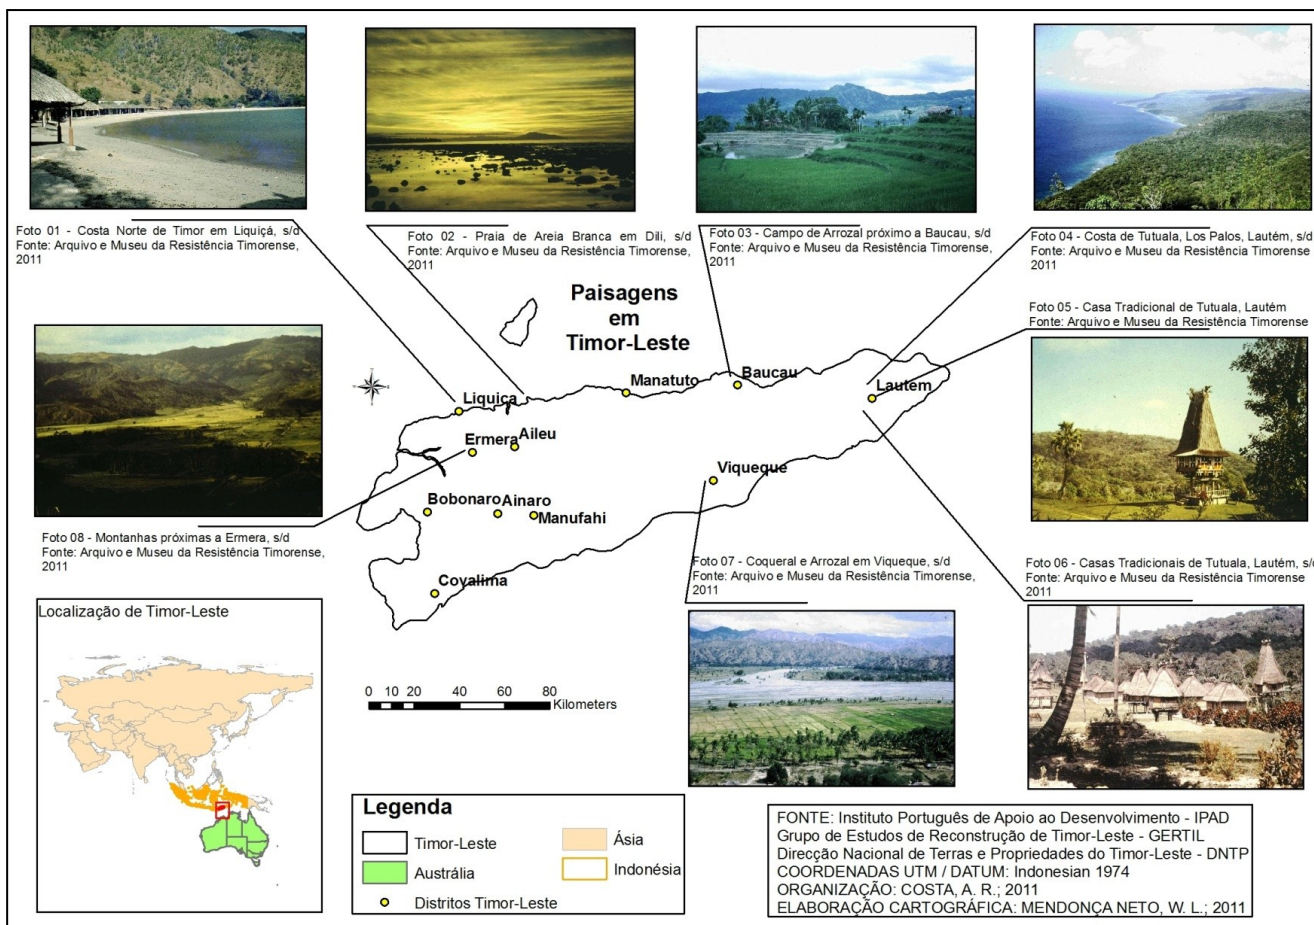 Foto 01 - Costa Norte de Timor em Liquiçá, s/d
Fonte: Arquivo e Museu da Resistência Timorense,
2011
Foto 02 - Praia de Areia Branca em Dili, s/d
Fonte: Arquivo e Museu da Resistência Timorense,
2011
Foto 03 - Campo de Arrozal próximo a Baucau, s/d
Fonte: Arquivo e Museu da Resistência Timorense,
2011
Foto 04 - Costa de Tutuala, Los Palos, Lautém, s/d
Fonte: Arquivo e Museu da Resistência Timorense
2011
Paisagens
em
Timor-Leste
Foto 05 - Casa Tradicional de Tutuala, Lautém
Fonte: Arquivo e Museu da Resistência Timorense
Manatuto
Baucau
Lautem
Liquiça
Ermera
Aileu
Viqueque
Bobonaro
Ainaro
Manufahi
Covalima
Foto 08 - Montanhas próximas a Ermera, s/d
Fonte: Arquivo e Museu da Resistência Timorense,
2011
Foto 07 - Coqueral e Arrozal em Viqueque, s/d
Fonte: Arquivo e Museu da Resistência Timorense,
2011
Foto 06 - Casas Tradicionais de Tutuala, Lautém, s/d
Fonte: Arquivo e Museu da Resistência Timorense
2011
Localização de Timor-Leste
0 10 20 40 60 80
Kilometers
Legenda
Timor-Leste
Ásia
Austrália
Indonésia
Distritos Timor-Leste
FONTE: Instituto Português de Apoio ao Desenvolvimento - IPAD
Grupo de Estudos de Reconstrução de Timor-Leste - GERTIL
Direcção Nacional de Terras e Propriedades do Timor-Leste - DNTP
COORDENADAS UTM / DATUM: Indonesian 1974
ORGANIZAÇÃO: COSTA, A. R.; 2011
ELABORAÇÃO CARTOGRÁFICA: MENDONÇA NETO, W. L.; 2011